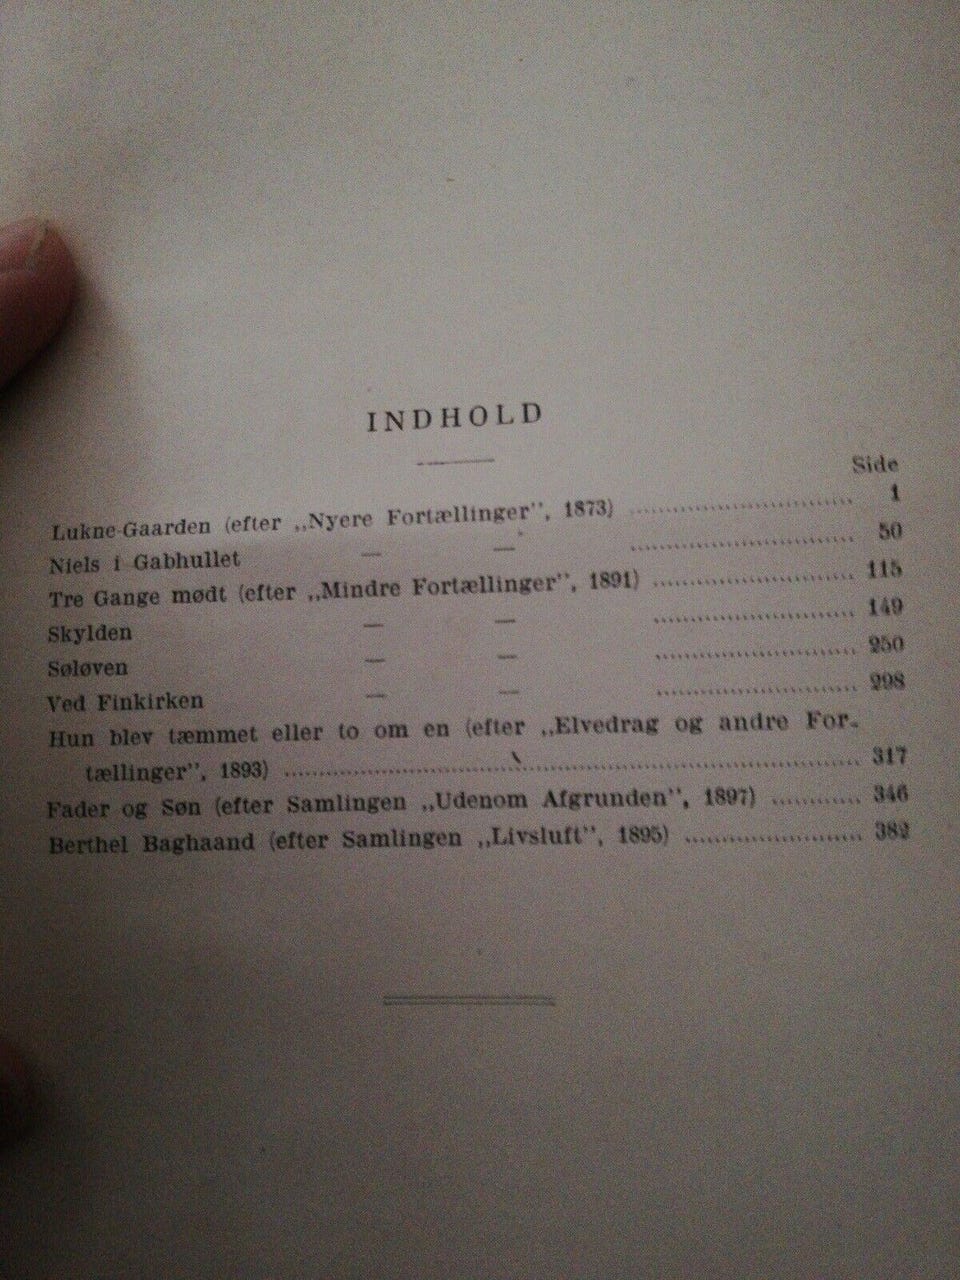 INDHOLD
Side
Lukne-Gaarden (efter „Nyere Fortællinger", 1873) ........................ 1
Niels i Gabhullet — — ........................ 50
Tre Gange mødt (efter „Mindre Fortællinger", 1891) ........................ 115
Skylden — — ........................ 149
Søløven — — ........................ 250
Ved Finkirken — — ........................ 298
Hun blev tæmmet eller to om en (efter „Elvedrag og andre For-
tællinger", 1893) ........................ 317
Fader og Søn (efter Samlingen „Udenom Afgrunden", 1897) ............ 346
Berthel Baghaand (efter Samlingen „Livsluft", 1895) ........................ 382